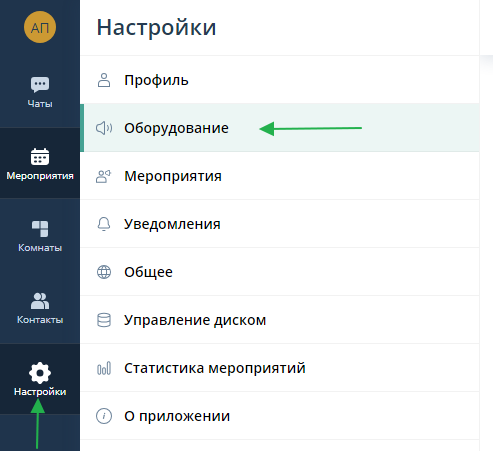 АП
Чаты
Мероприятия
Комнаты
Контакты
Настройки
Настройки
Профиль
Оборудование
Мероприятия
Уведомления
Общее
Управление диском
Статистика мероприятий
О приложении